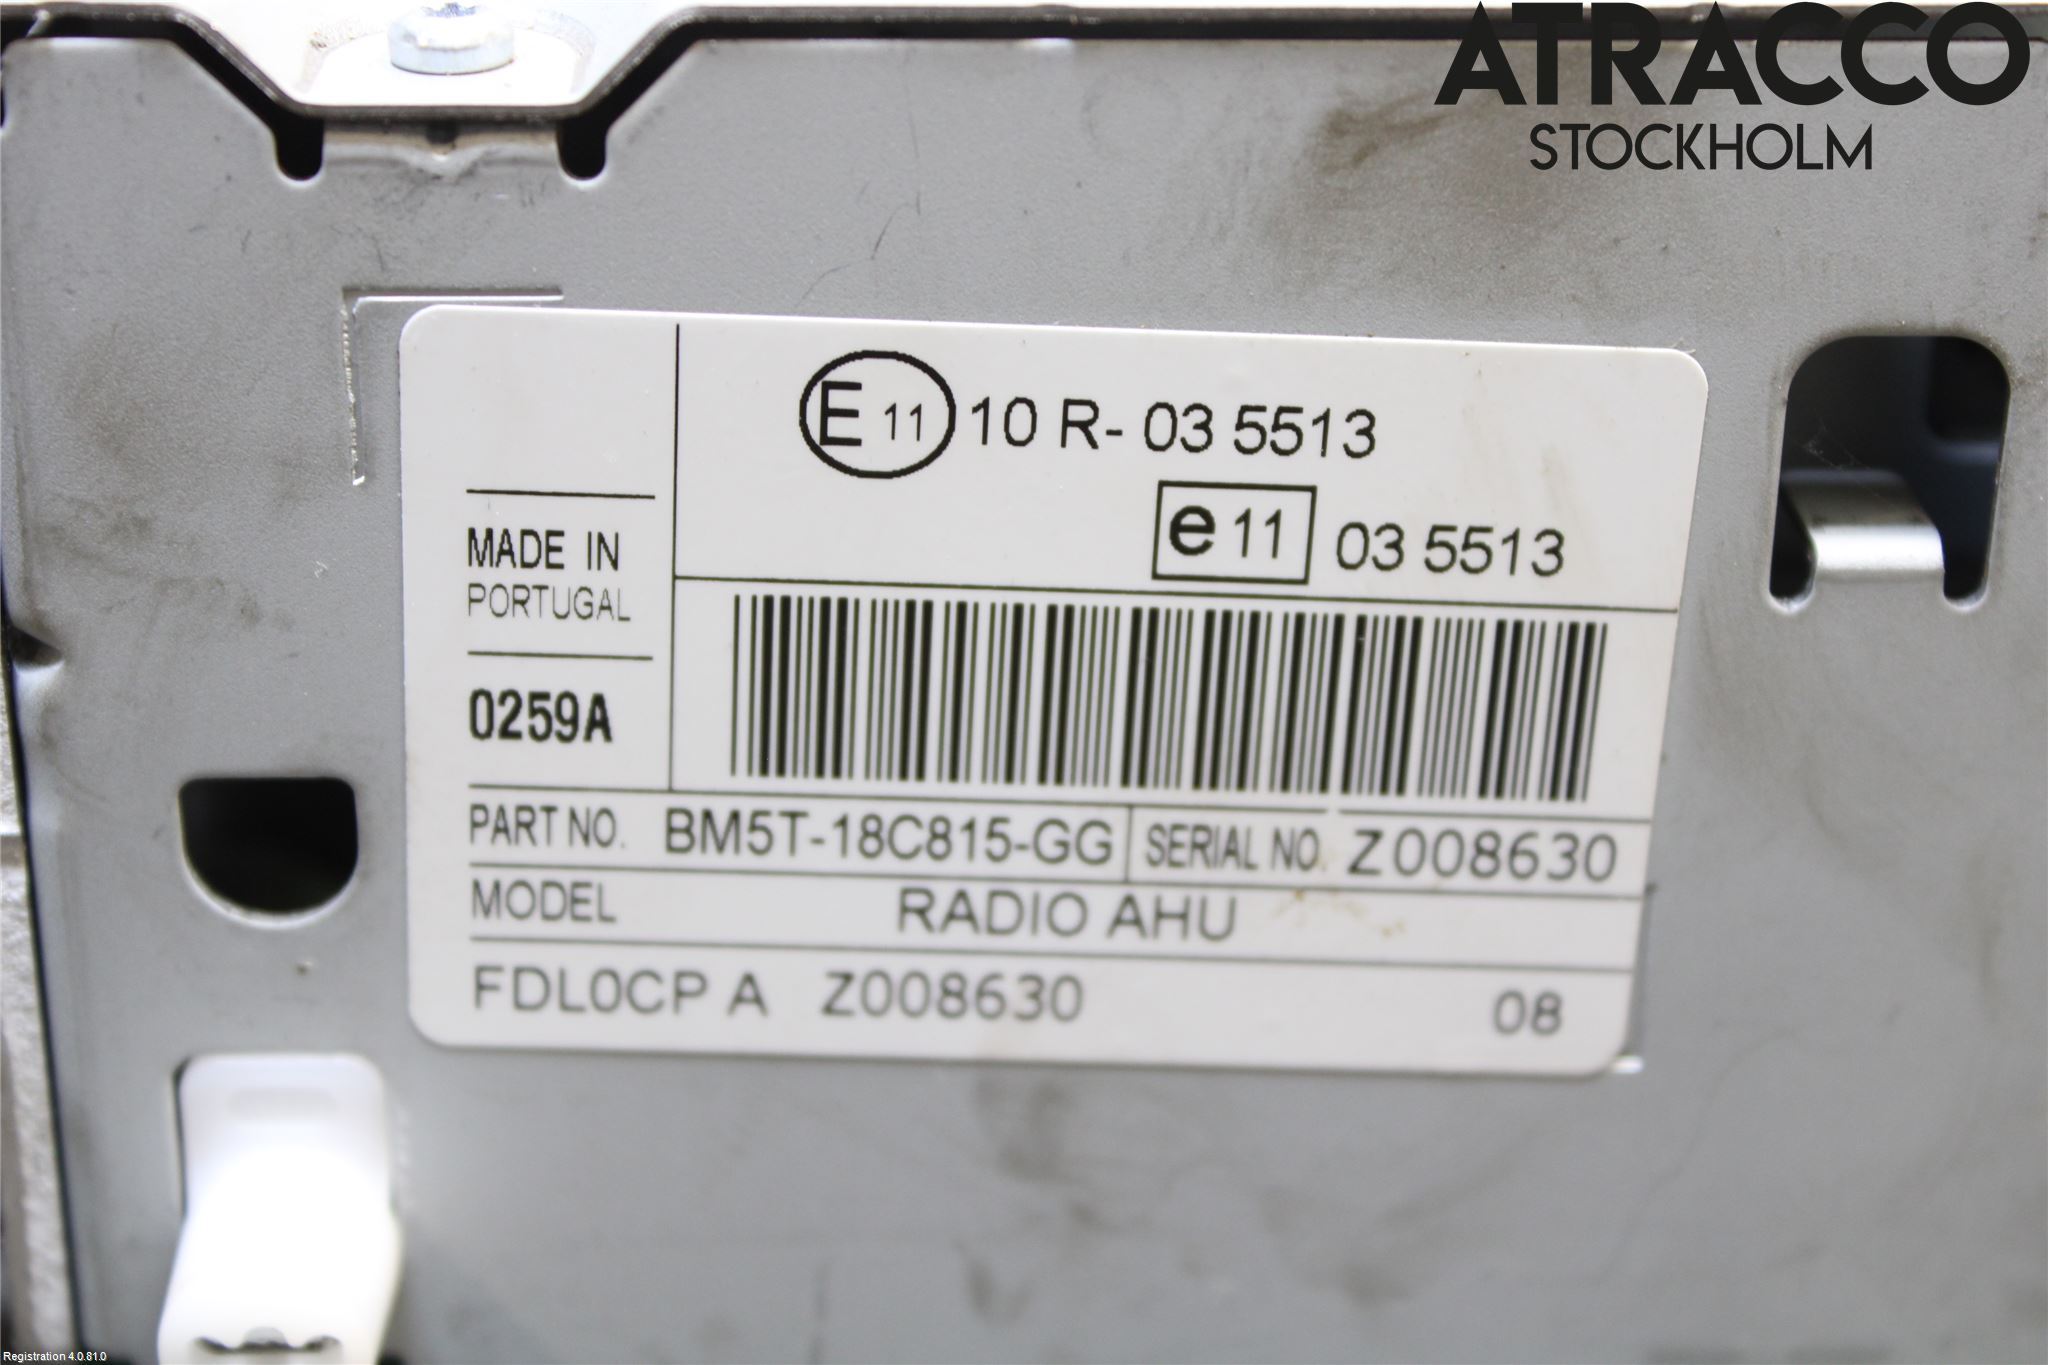 ATRACCO
STOCKHOLM
E 11 10 R- 03 5513
e 11 03 5513
MADE IN
PORTUGAL
0259A
PART NO. BM5T-18C815-GG SERIAL NO. Z008630
MODEL RADIO AHU
FDL0CP A Z008630 08
Registration 4.0.81.0